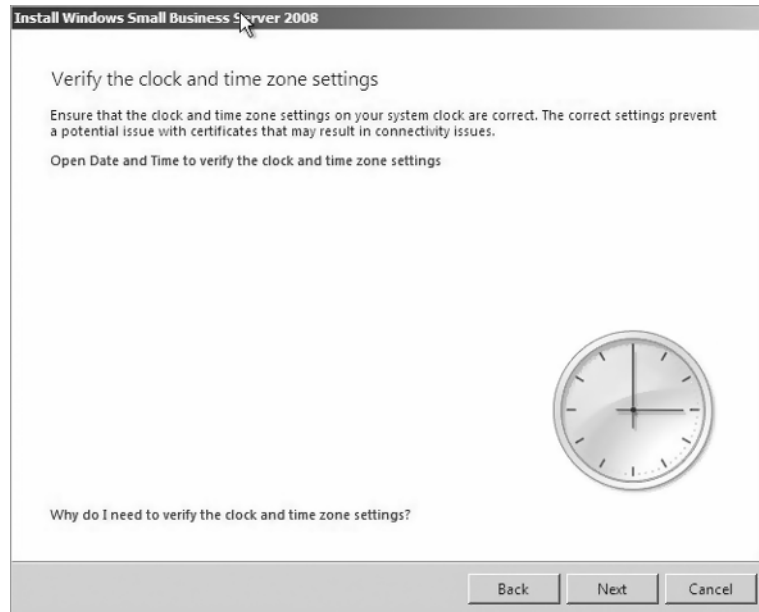 Install Windows Small Business Server 2008
Verify the clock and time zone settings
Ensure that the clock and time zone settings on your system clock are correct. The correct settings prevent
a potential issue with certificates that may result in connectivity issues.
Open Date and Time to verify the clock and time zone settings
Why do I need to verify the clock and time zone settings?
Back Next Cancel